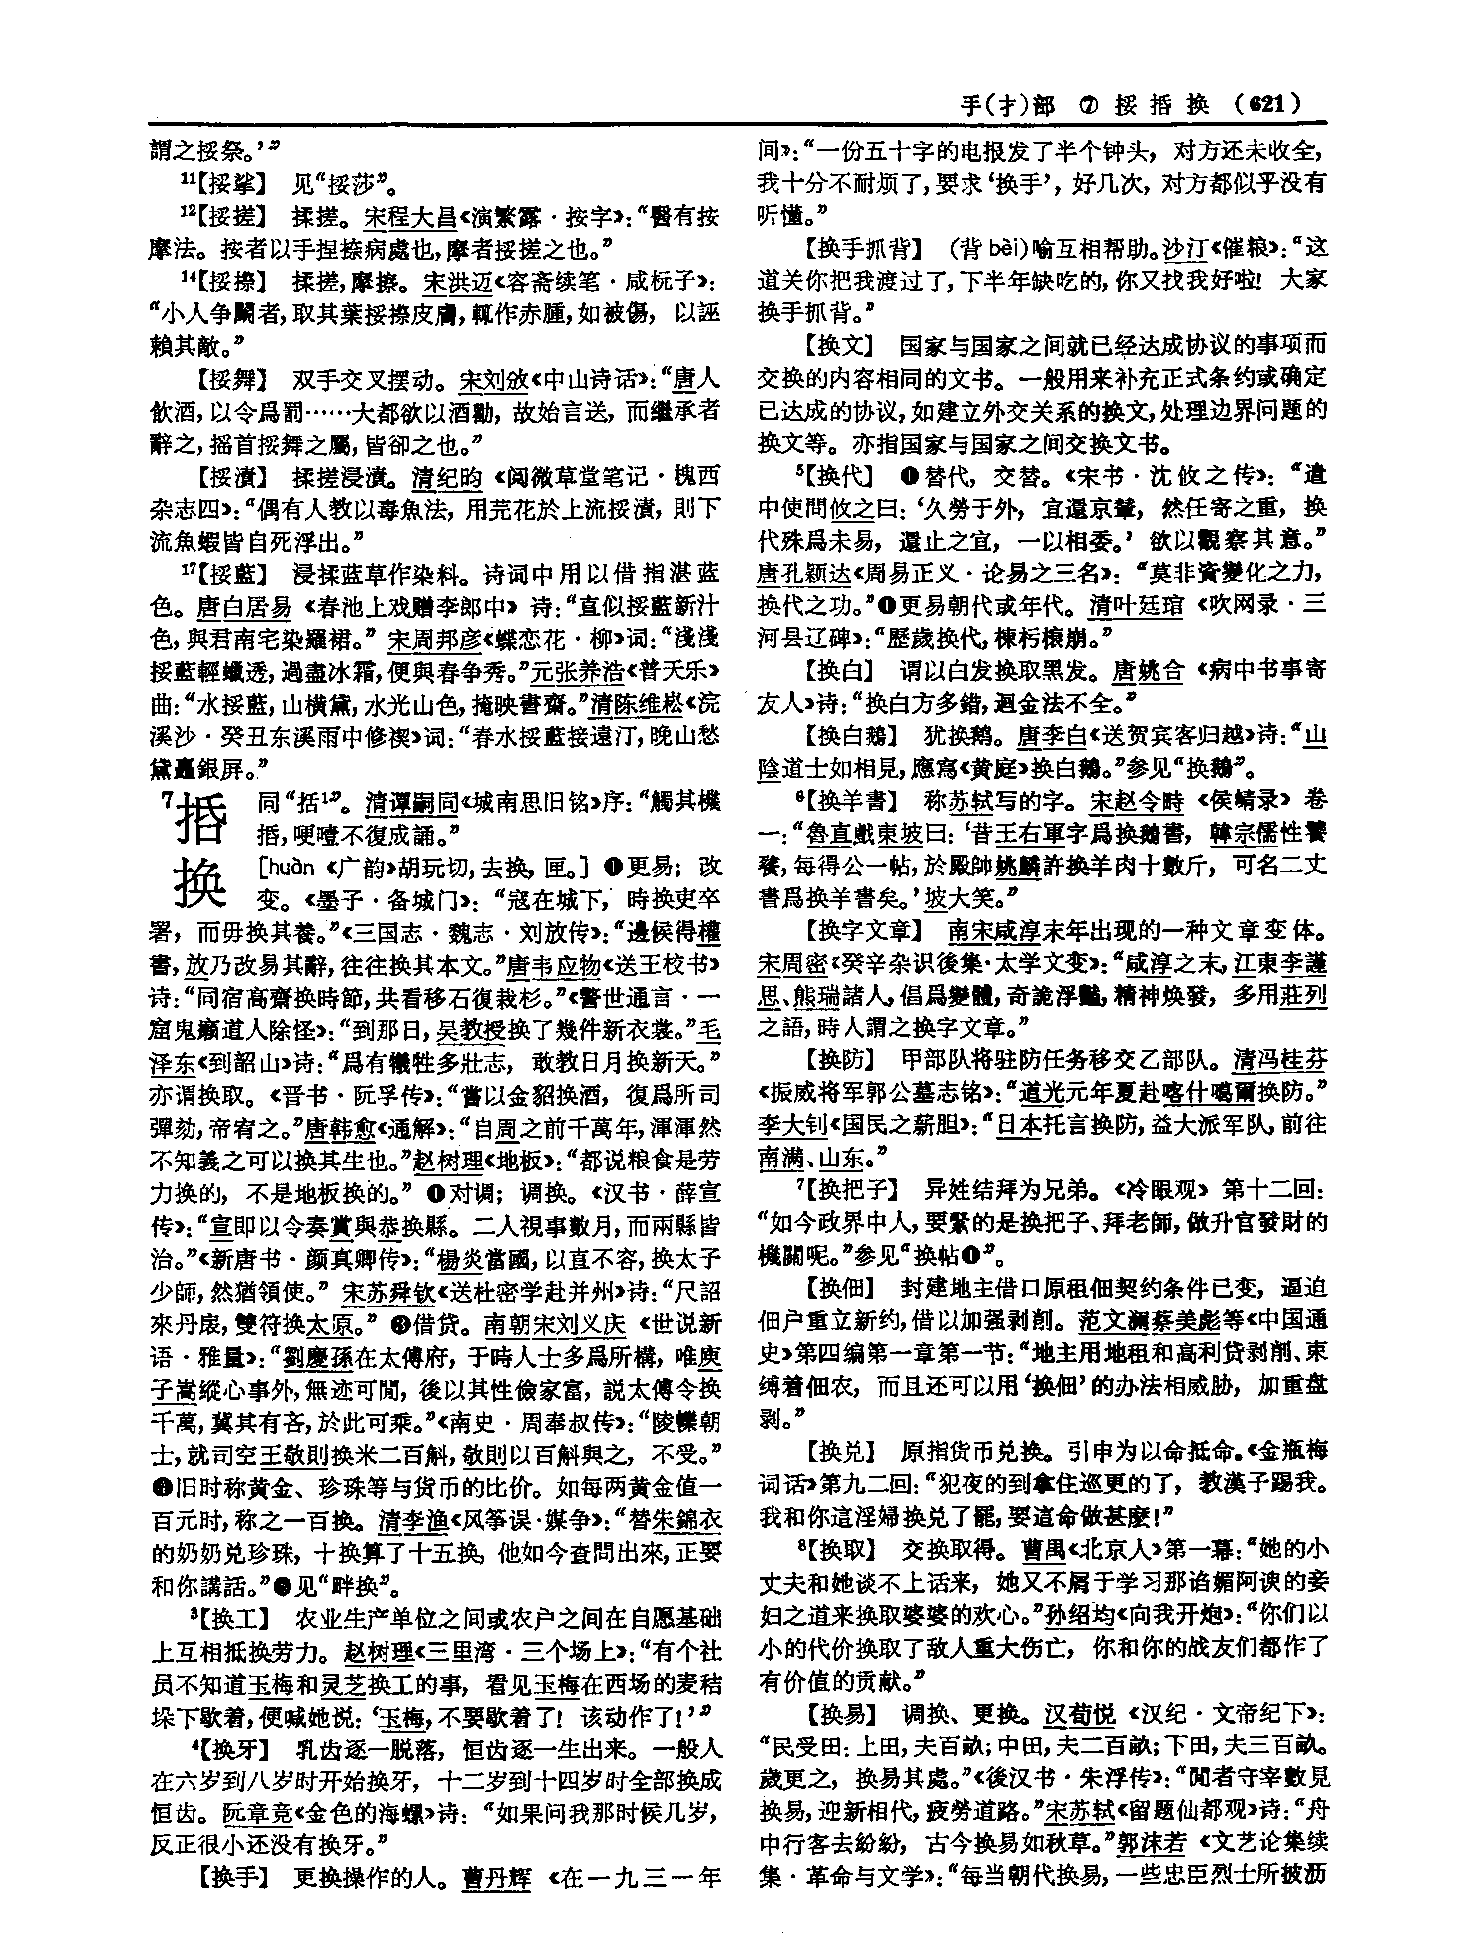 手(扌)部　⑦　挼捪换　(621)
謂之挼祭。’”
¹¹【挼挲】　见“挼莎”。
¹²【挼搓】　揉搓。宋程大昌《演繁露·按字》：“醫有按
摩法。按者以手捏捺病處也，摩者挼搓之也。”
¹⁴【挼擦】　揉搓，摩擦。宋洪迈《容斋续笔·咸杬子》：
“小人争鬭者，取其葉挼擦皮膚，輒作赤腫，如被傷，以誣
賴其敵。”
【挼舞】　双手交叉摆动。宋刘攽《中山诗话》：“唐人
飲酒，以令爲罰……大都欲以酒勸，故始言送，而繼承者
辭之，摇首挼舞之屬，皆卻之也。”
【挼漬】　揉搓浸漬。清纪昀《阅微草堂笔记·槐西
杂志四》：“偶有人教以毒魚法，用芫花於上流挼漬，則下
流魚蝦皆自死浮出。”
¹⁷【挼藍】　浸揉蓝草作染料。诗词中用以借指湛蓝
色。唐白居易《春池上戏赠李郎中》诗：“直似挼藍新汁
色，與君南宅染羅裙。”宋周邦彦《蝶恋花·柳》词：“淺淺
挼藍輕蠟透，過盡冰霜，便與春争秀。”元张养浩《普天乐》
曲：“水挼藍，山横黛，水光山色，掩映書齋。”清陈维崧《浣
溪沙·癸丑东溪雨中修禊》词：“春水挼藍接遠汀，晚山愁
黛矗銀屏。”
⁷捪　同“括¹²”。清谭嗣同《城南思旧铭》序：“觸其機
捪，哽噎不復成誦。”
换　[huàn《广韵》胡玩切，去换，匣。]❶更易；改
变。《墨子·备城门》：“寇在城下，時换吏卒
署，而毋换其養。”《三国志·魏志·刘放传》：“邊候得權
書，放乃改易其辭，往往换其本文。”唐韦应物《送王校书》
诗：“同宿高齋换時節，共看移石復栽杉。”《警世通言·一
窟鬼癩道人除怪》：“到那日，吴教授换了幾件新衣裳。”毛
泽东《到韶山》诗：“爲有犧牲多壯志，敢教日月换新天。”
亦谓换取。《晋书·阮孚传》：“嘗以金貂换酒，復爲所司
彈劾，帝宥之。”唐韩愈《通解》：“自周之前千萬年，渾渾然
不知義之可以换其生也。”赵树理《地板》：“都说粮食是劳
力换的，不是地板换的。”❷对调；调换。《汉书·薛宣
传》：“宣即以令奏賞與恭换縣。二人視事數月，而兩縣皆
治。”《新唐书·颜真卿传》：“楊炎當國，以直不容，换太子
少師，然猶領使。”宋苏舜钦《送杜密学赴并州》诗：“尺詔
來丹扆，雙符换太原。”❸借贷。南朝宋刘义庆《世说新
语·雅量》：“劉慶孫在太傅府，于時人士多爲所構，唯庾
子嵩縱心事外，無迹可間，後以其性儉家富，説太傅令换
千萬，冀其有吝，於此可乘。”《南史·周奉叔传》：“陵轢朝
士，就司空王敬則换米二百斛，敬則以百斛與之，不受。”
❹旧时称黄金、珍珠等与货币的比价。如每两黄金值一
百元时，称之一百换。清李渔《风筝误·媒争》：“替朱錦衣
的奶奶兑珍珠，十换算了十五换，他如今查問出來，正要
和你講話。”❺见“畔换”。
³【换工】　农业生产单位之间或农户之间在自愿基础
上互相抵换劳力。赵树理《三里湾·三个场上》：“有个社
员不知道玉梅和灵芝换工的事，看见玉梅在西场的麦秸
垛下歇着，便喊她说：‘玉梅，不要歇着了！该动作了！’”
⁴【换牙】　乳齿逐一脱落，恒齿逐一生出来。一般人
在六岁到八岁时开始换牙，十二岁到十四岁时全部换成
恒齿。阮章竞《金色的海螺》诗：“如果问我那时候几岁，
反正很小还没有换牙。”
【换手】　更换操作的人。曹丹辉《在一九三一年
间》：“一份五十字的电报发了半个钟头，对方还未收全，
我十分不耐烦了，要求‘换手’，好几次，对方都似乎没有
听懂。”
【换手抓背】　(背bèi)喻互相帮助。沙汀《催粮》：“这
道关你把我渡过了，下半年缺吃的，你又找我好啦！大家
换手抓背。”
【换文】　国家与国家之间就已经达成协议的事项而
交换的内容相同的文书。一般用来补充正式条约或确定
已达成的协议，如建立外交关系的换文，处理边界问题的
换文等。亦指国家与国家之间交换文书。
⁵【换代】　❶替代，交替。《宋书·沈攸之传》：“遣
中使問攸之曰：‘久勞于外，宜還京輦，然任寄之重，换
代殊爲未易，還止之宜，一以相委。’欲以觀察其意。”
唐孔颖达《周易正义·论易之三名》：“莫非資變化之力，
换代之功。”❷更易朝代或年代。清叶廷琯《吹网录·三
河县辽碑》：“歷歲换代，棟朽榱崩。”
【换白】　谓以白发换取黑发。唐姚合《病中书事寄
友人》诗：“换白方多錯，迴金法不全。”
【换白鵝】　犹换鹅。唐李白《送贺宾客归越》诗：“山
陰道士如相見，應寫《黄庭》换白鵝。”参见“换鵝”。
⁶【换羊書】　称苏轼写的字。宋赵令畤《侯鲭录》卷
一：“魯直戲東坡曰：‘昔王右軍字爲换鵝書，韓宗儒性饕
餮，每得公一帖，於殿帥姚麟許换羊肉十數斤，可名二丈
書爲换羊書矣。’坡大笑。”
【换字文章】　南宋咸淳末年出现的一种文章变体。
宋周密《癸辛杂识後集·太学文变》：“咸淳之末，江東李謹
思、熊瑞諸人，倡爲變體，奇詭浮豔，精神焕發，多用莊列
之語，時人謂之换字文章。”
【换防】　甲部队将驻防任务移交乙部队。清冯桂芬
《振威将军郭公墓志铭》：“道光元年夏赴喀什噶爾换防。”
李大钊《国民之薪胆》：“日本托言换防，益大派军队，前往
南满、山东。”
⁷【换把子】　异姓结拜为兄弟。《冷眼观》第十二回：
“如今政界中人，要緊的是换把子、拜老師，做升官發財的
機關呢。”参见“换帖❶”。
【换佃】　封建地主借口原租佃契约条件已变，逼迫
佃户重立新约，借以加强剥削。范文澜蔡美彪等《中国通
史》第四编第一章第一节：“地主用地租和高利贷剥削、束
缚着佃农，而且还可以用‘换佃’的办法相威胁，加重盘
剥。”
【换兑】　原指货币兑换。引申为以命抵命。《金瓶梅
词话》第九二回：“犯夜的到拿住巡更的了，教漢子踢我。
我和你這淫婦换兑了罷，要這命做甚麽！”
⁸【换取】　交换取得。曹禺《北京人》第一幕：“她的小
丈夫和她谈不上话来，她又不屑于学习那谄媚阿谀的妾
妇之道来换取婆婆的欢心。”孙绍均《向我开炮》：“你们以
小的代价换取了敌人重大伤亡，你和你的战友们都作了
有价值的贡献。”
【换易】　调换、更换。汉荀悦《汉纪·文帝纪下》：
“民受田：上田，夫百畝；中田，夫二百畝；下田，夫三百畝。
歲更之，换易其處。”《後汉书·朱浮传》：“間者守宰數見
换易，迎新相代，疲勞道路。”宋苏轼《留题仙都观》诗：“舟
中行客去紛紛，古今换易如秋草。”郭沫若《文艺论集续
集·革命与文学》：“每当朝代换易，一些忠臣烈士所披沥